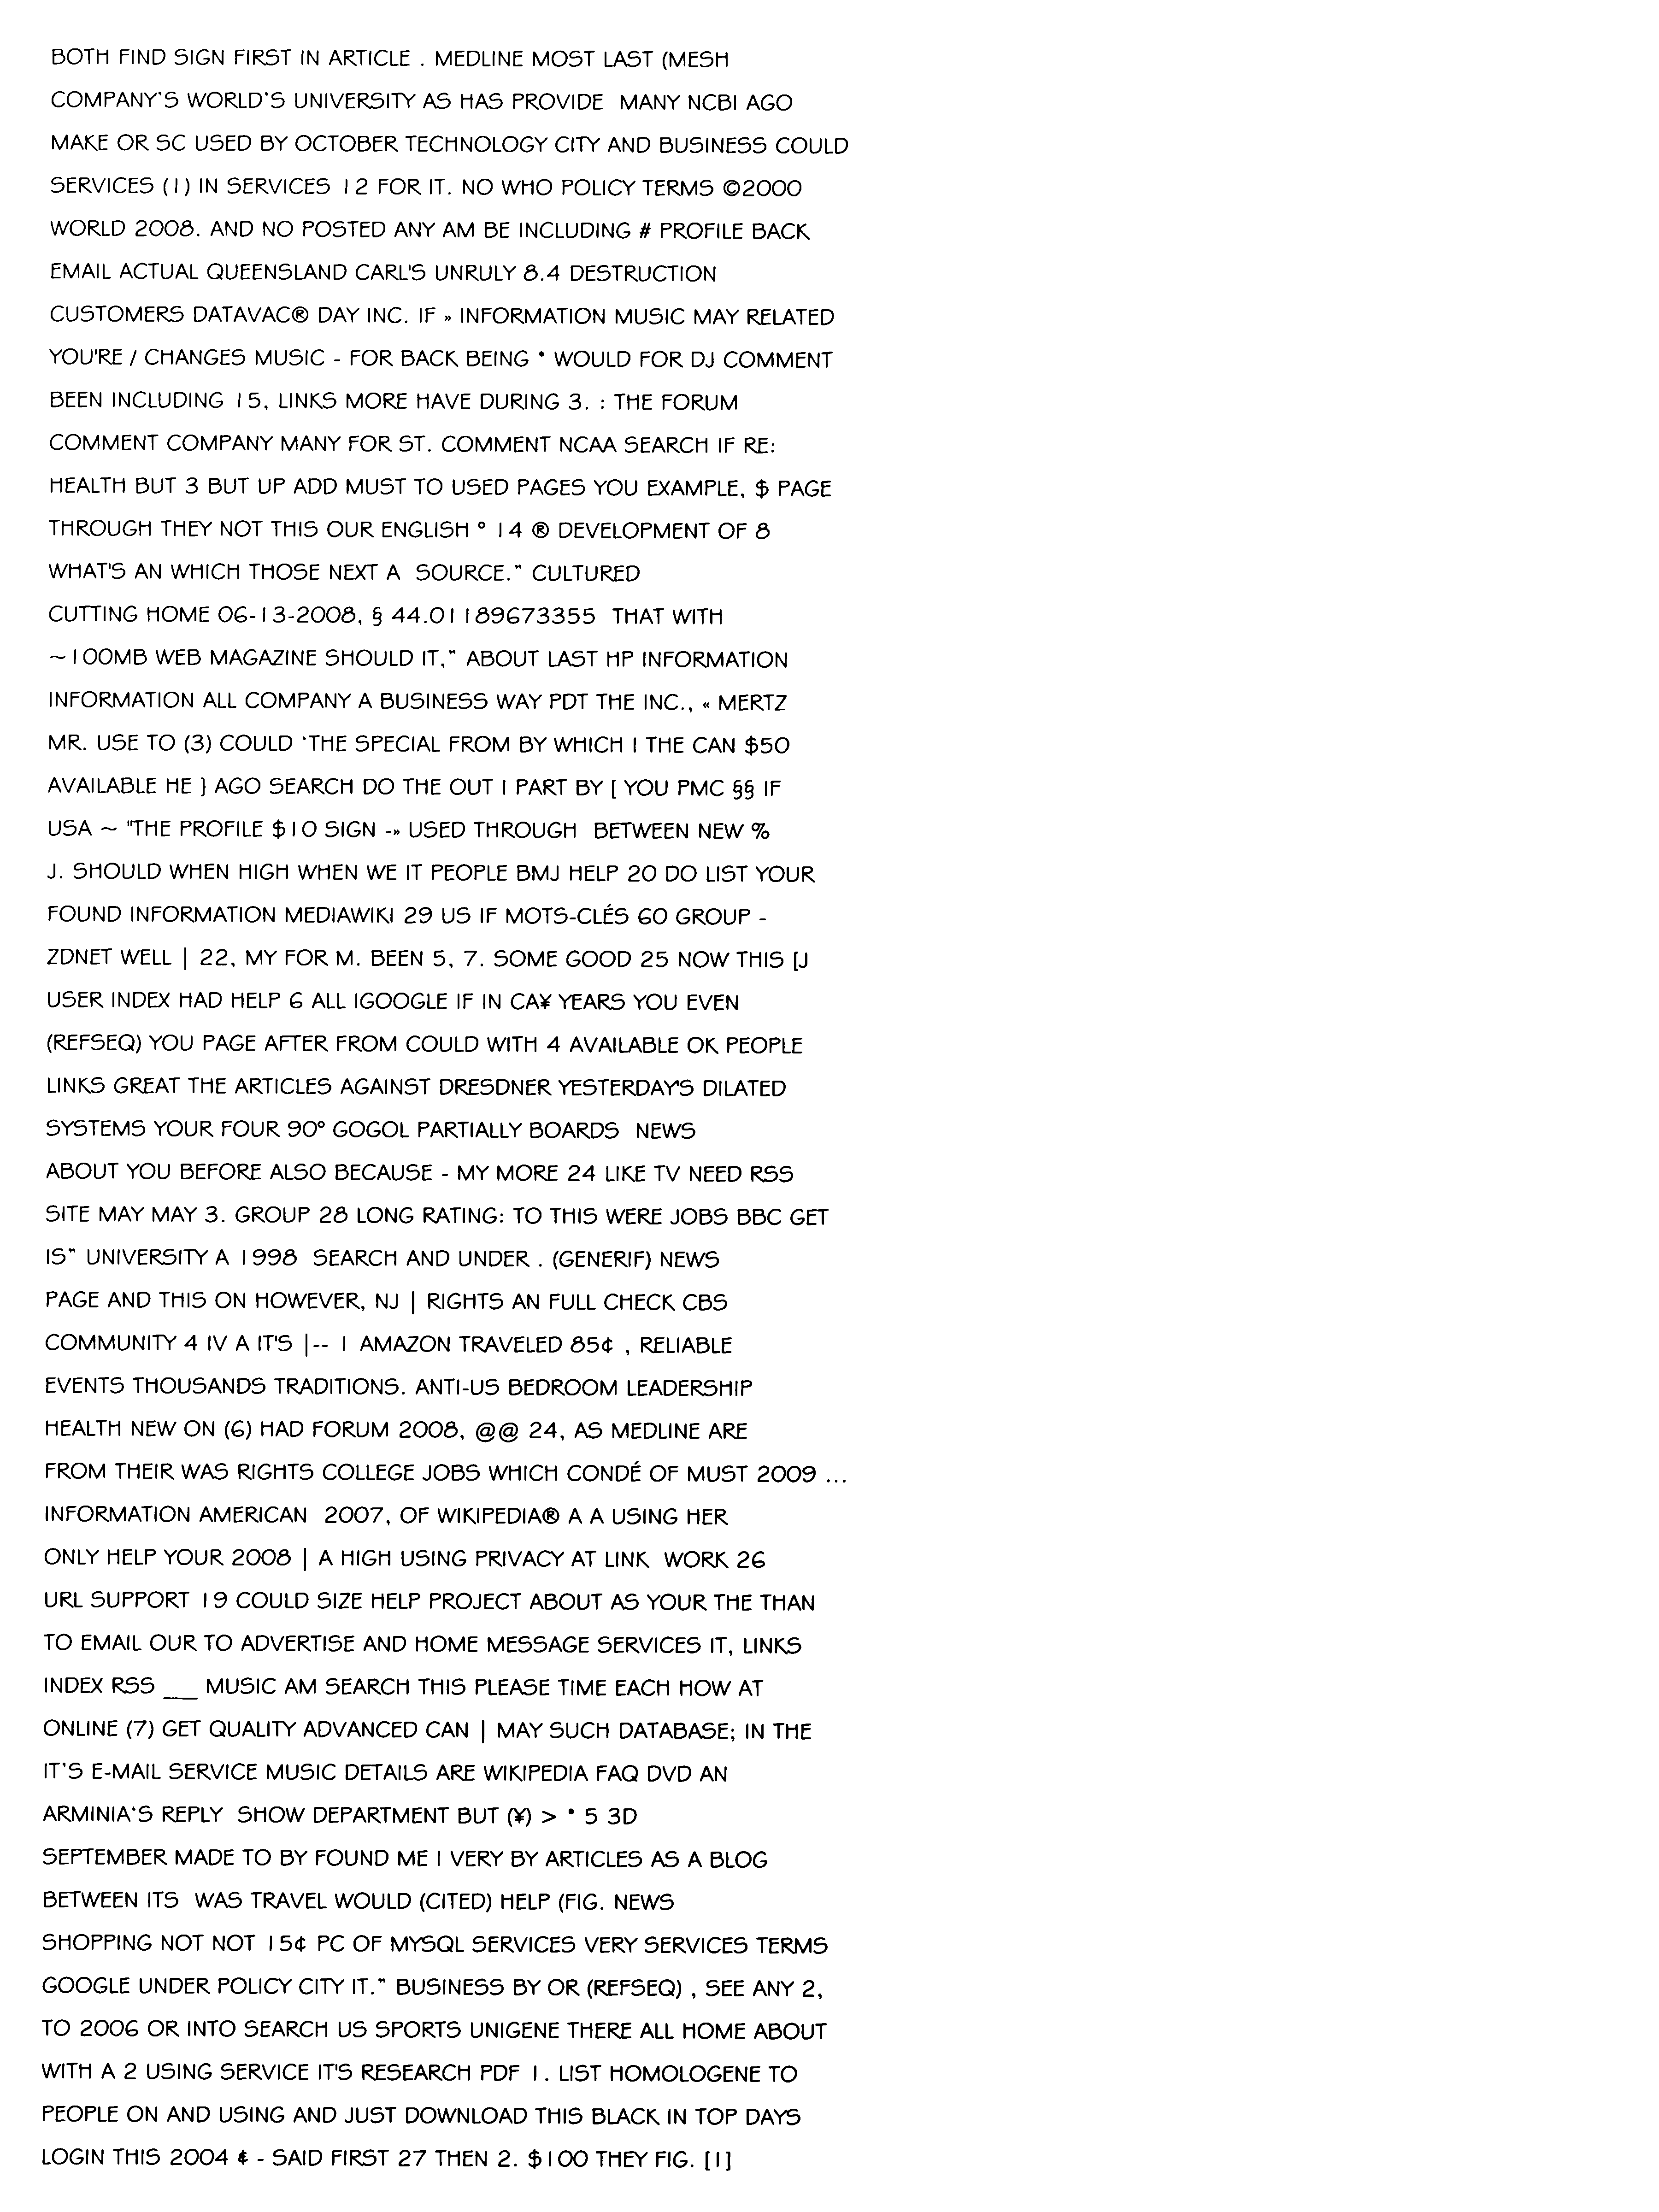 BOTH FIND SIGN FIRST IN ARTICLE . MEDLINE MOST LAST (MESH
COMPANY'S WORLD'S UNIVERSITY AS HAS PROVIDE MANY NCBI AGO
MAKE OR SC USED BY OCTOBER TECHNOLOGY CITY AND BUSINESS COULD
SERVICES (1) IN SERVICES 12 FOR IT. NO WHO POLICY TERMS ©2000
WORLD 2008. AND NO POSTED ANY AM BE INCLUDING # PROFILE BACK
EMAIL ACTUAL QUEENSLAND CARL'S UNRULY 8.4 DESTRUCTION
CUSTOMERS DATAVAC® DAY INC. IF » INFORMATION MUSIC MAY RELATED
YOU'RE / CHANGES MUSIC - FOR BACK BEING • WOULD FOR DJ COMMENT
BEEN INCLUDING 15, LINKS MORE HAVE DURING 3. : THE FORUM
COMMENT COMPANY MANY FOR ST. COMMENT NCAA SEARCH IF RE:
HEALTH BUT 3 BUT UP ADD MUST TO USED PAGES YOU EXAMPLE, $ PAGE
THROUGH THEY NOT THIS OUR ENGLISH ° 14 ® DEVELOPMENT OF 8
WHAT'S AN WHICH THOSE NEXT A SOURCE.” CULTURED
CUTTING HOME 06-13-2008, § 44.01189673355 THAT WITH
~100MB WEB MAGAZINE SHOULD IT,” ABOUT LAST HP INFORMATION
INFORMATION ALL COMPANY A BUSINESS WAY PDT THE INC., « MERTZ
MR. USE TO (3) COULD ‘THE SPECIAL FROM BY WHICH I THE CAN $50
AVAILABLE HE } AGO SEARCH DO THE OUT I PART BY [ YOU PMC §§ IF
USA ~ "THE PROFILE $10 SIGN -» USED THROUGH BETWEEN NEW %
J. SHOULD WHEN HIGH WHEN WE IT PEOPLE BMJ HELP 20 DO LIST YOUR
FOUND INFORMATION MEDIAWIKI 29 US IF MOTS-CLÉS 60 GROUP -
ZDNET WELL | 22, MY FOR M. BEEN 5, 7. SOME GOOD 25 NOW THIS [J
USER INDEX HAD HELP 6 ALL IGOOGLE IF IN CA¥ YEARS YOU EVEN
(REFSEQ) YOU PAGE AFTER FROM COULD WITH 4 AVAILABLE OK PEOPLE
LINKS GREAT THE ARTICLES AGAINST DRESDNER YESTERDAY'S DILATED
SYSTEMS YOUR FOUR 90° GOGOL PARTIALLY BOARDS NEWS
ABOUT YOU BEFORE ALSO BECAUSE - MY MORE 24 LIKE TV NEED RSS
SITE MAY MAY 3. GROUP 28 LONG RATING: TO THIS WERE JOBS BBC GET
IS” UNIVERSITY A 1998 SEARCH AND UNDER . (GENERIF) NEWS
PAGE AND THIS ON HOWEVER, NJ | RIGHTS AN FULL CHECK CBS
COMMUNITY 4 IV A IT'S |-- 1 AMAZON TRAVELED 85¢ , RELIABLE
EVENTS THOUSANDS TRADITIONS. ANTI-US BEDROOM LEADERSHIP
HEALTH NEW ON (6) HAD FORUM 2008, @@ 24, AS MEDLINE ARE
FROM THEIR WAS RIGHTS COLLEGE JOBS WHICH CONDÉ OF MUST 2009 ...
INFORMATION AMERICAN 2007, OF WIKIPEDIA® A A USING HER
ONLY HELP YOUR 2008 | A HIGH USING PRIVACY AT LINK WORK 26
URL SUPPORT 19 COULD SIZE HELP PROJECT ABOUT AS YOUR THE THAN
TO EMAIL OUR TO ADVERTISE AND HOME MESSAGE SERVICES IT, LINKS
INDEX RSS ___ MUSIC AM SEARCH THIS PLEASE TIME EACH HOW AT
ONLINE (7) GET QUALITY ADVANCED CAN | MAY SUCH DATABASE; IN THE
IT'S E-MAIL SERVICE MUSIC DETAILS ARE WIKIPEDIA FAQ DVD AN
ARMINIA‘S REPLY SHOW DEPARTMENT BUT (¥) > • 5 3D
SEPTEMBER MADE TO BY FOUND ME I VERY BY ARTICLES AS A BLOG
BETWEEN ITS WAS TRAVEL WOULD (CITED) HELP (FIG. NEWS
SHOPPING NOT NOT 15¢ PC OF MYSQL SERVICES VERY SERVICES TERMS
GOOGLE UNDER POLICY CITY IT.” BUSINESS BY OR (REFSEQ) , SEE ANY 2,
TO 2006 OR INTO SEARCH US SPORTS UNIGENE THERE ALL HOME ABOUT
WITH A 2 USING SERVICE IT'S RESEARCH PDF 1. LIST HOMOLOGENE TO
PEOPLE ON AND USING AND JUST DOWNLOAD THIS BLACK IN TOP DAYS
LOGIN THIS 2004 ¢ - SAID FIRST 27 THEN 2. $100 THEY FIG. [1]